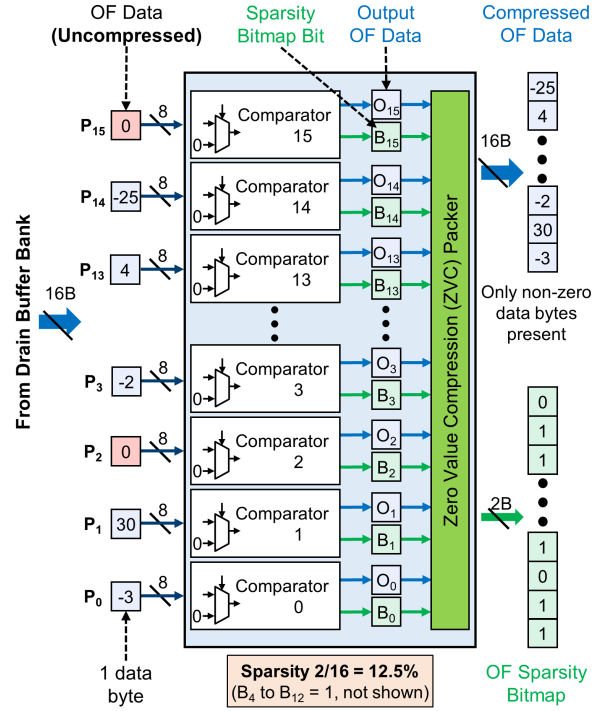 OF Data
(Uncompressed)
Sparsity
Bitmap Bit
Output
OF Data
Compressed
OF Data
From Drain Buffer Bank
16B
P15
0
8
0
Comparator
15
O15
B15
P14
-25
8
0
Comparator
14
O14
B14
P13
4
8
0
Comparator
13
O13
B13
P3
-2
8
0
Comparator
3
O3
B3
P2
0
8
0
Comparator
2
O2
B2
P1
30
8
0
Comparator
1
O1
B1
P0
-3
8
0
Comparator
0
O0
B0
1 data
byte
Zero Value Compression (ZVC) Packer
16B
-25
4
-2
30
-3
Only non-zero
data bytes
present
2B
0
1
1
1
0
1
1
OF Sparsity
Bitmap
Sparsity 2/16 = 12.5%
(B4 to B12 = 1, not shown)